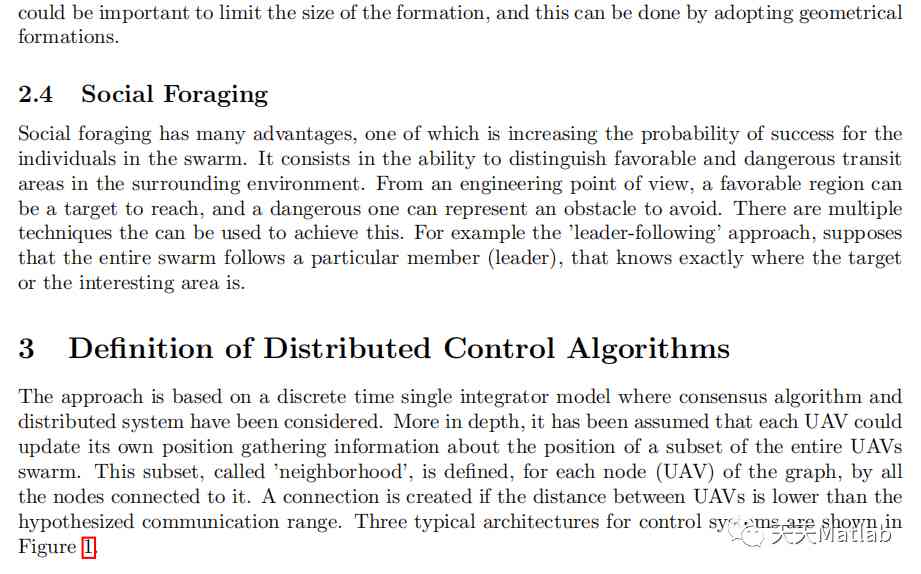 could be important to limit the size of the formation, and this can be done by adopting geometrical
formations.
2.4 Social Foraging
Social foraging has many advantages, one of which is increasing the probability of success for the
individuals in the swarm. It consists in the ability to distinguish favorable and dangerous transit
areas in the surrounding environment. From an engineering point of view, a favorable region can
be a target to reach, and a dangerous one can represent an obstacle to avoid. There are multiple
techniques the can be used to achieve this. For example the 'leader-following' approach, supposes
that the entire swarm follows a particular member (leader), that knows exactly where the target
or the interesting area is.
3 Definition of Distributed Control Algorithms
The approach is based on a discrete time single integrator model where consensus algorithm and
distributed system have been considered. More in depth, it has been assumed that each UAV could
update its own position gathering information about the position of a subset of the entire UAVs
swarm. This subset, called 'neighborhood', is defined, for each node (UAV) of the graph, by all
the nodes connected to it. A connection is created if the distance between UAVs is lower than the
hypothesized communication range. Three typical architectures for control systems are shown in
Figure 1.
天天Matlab